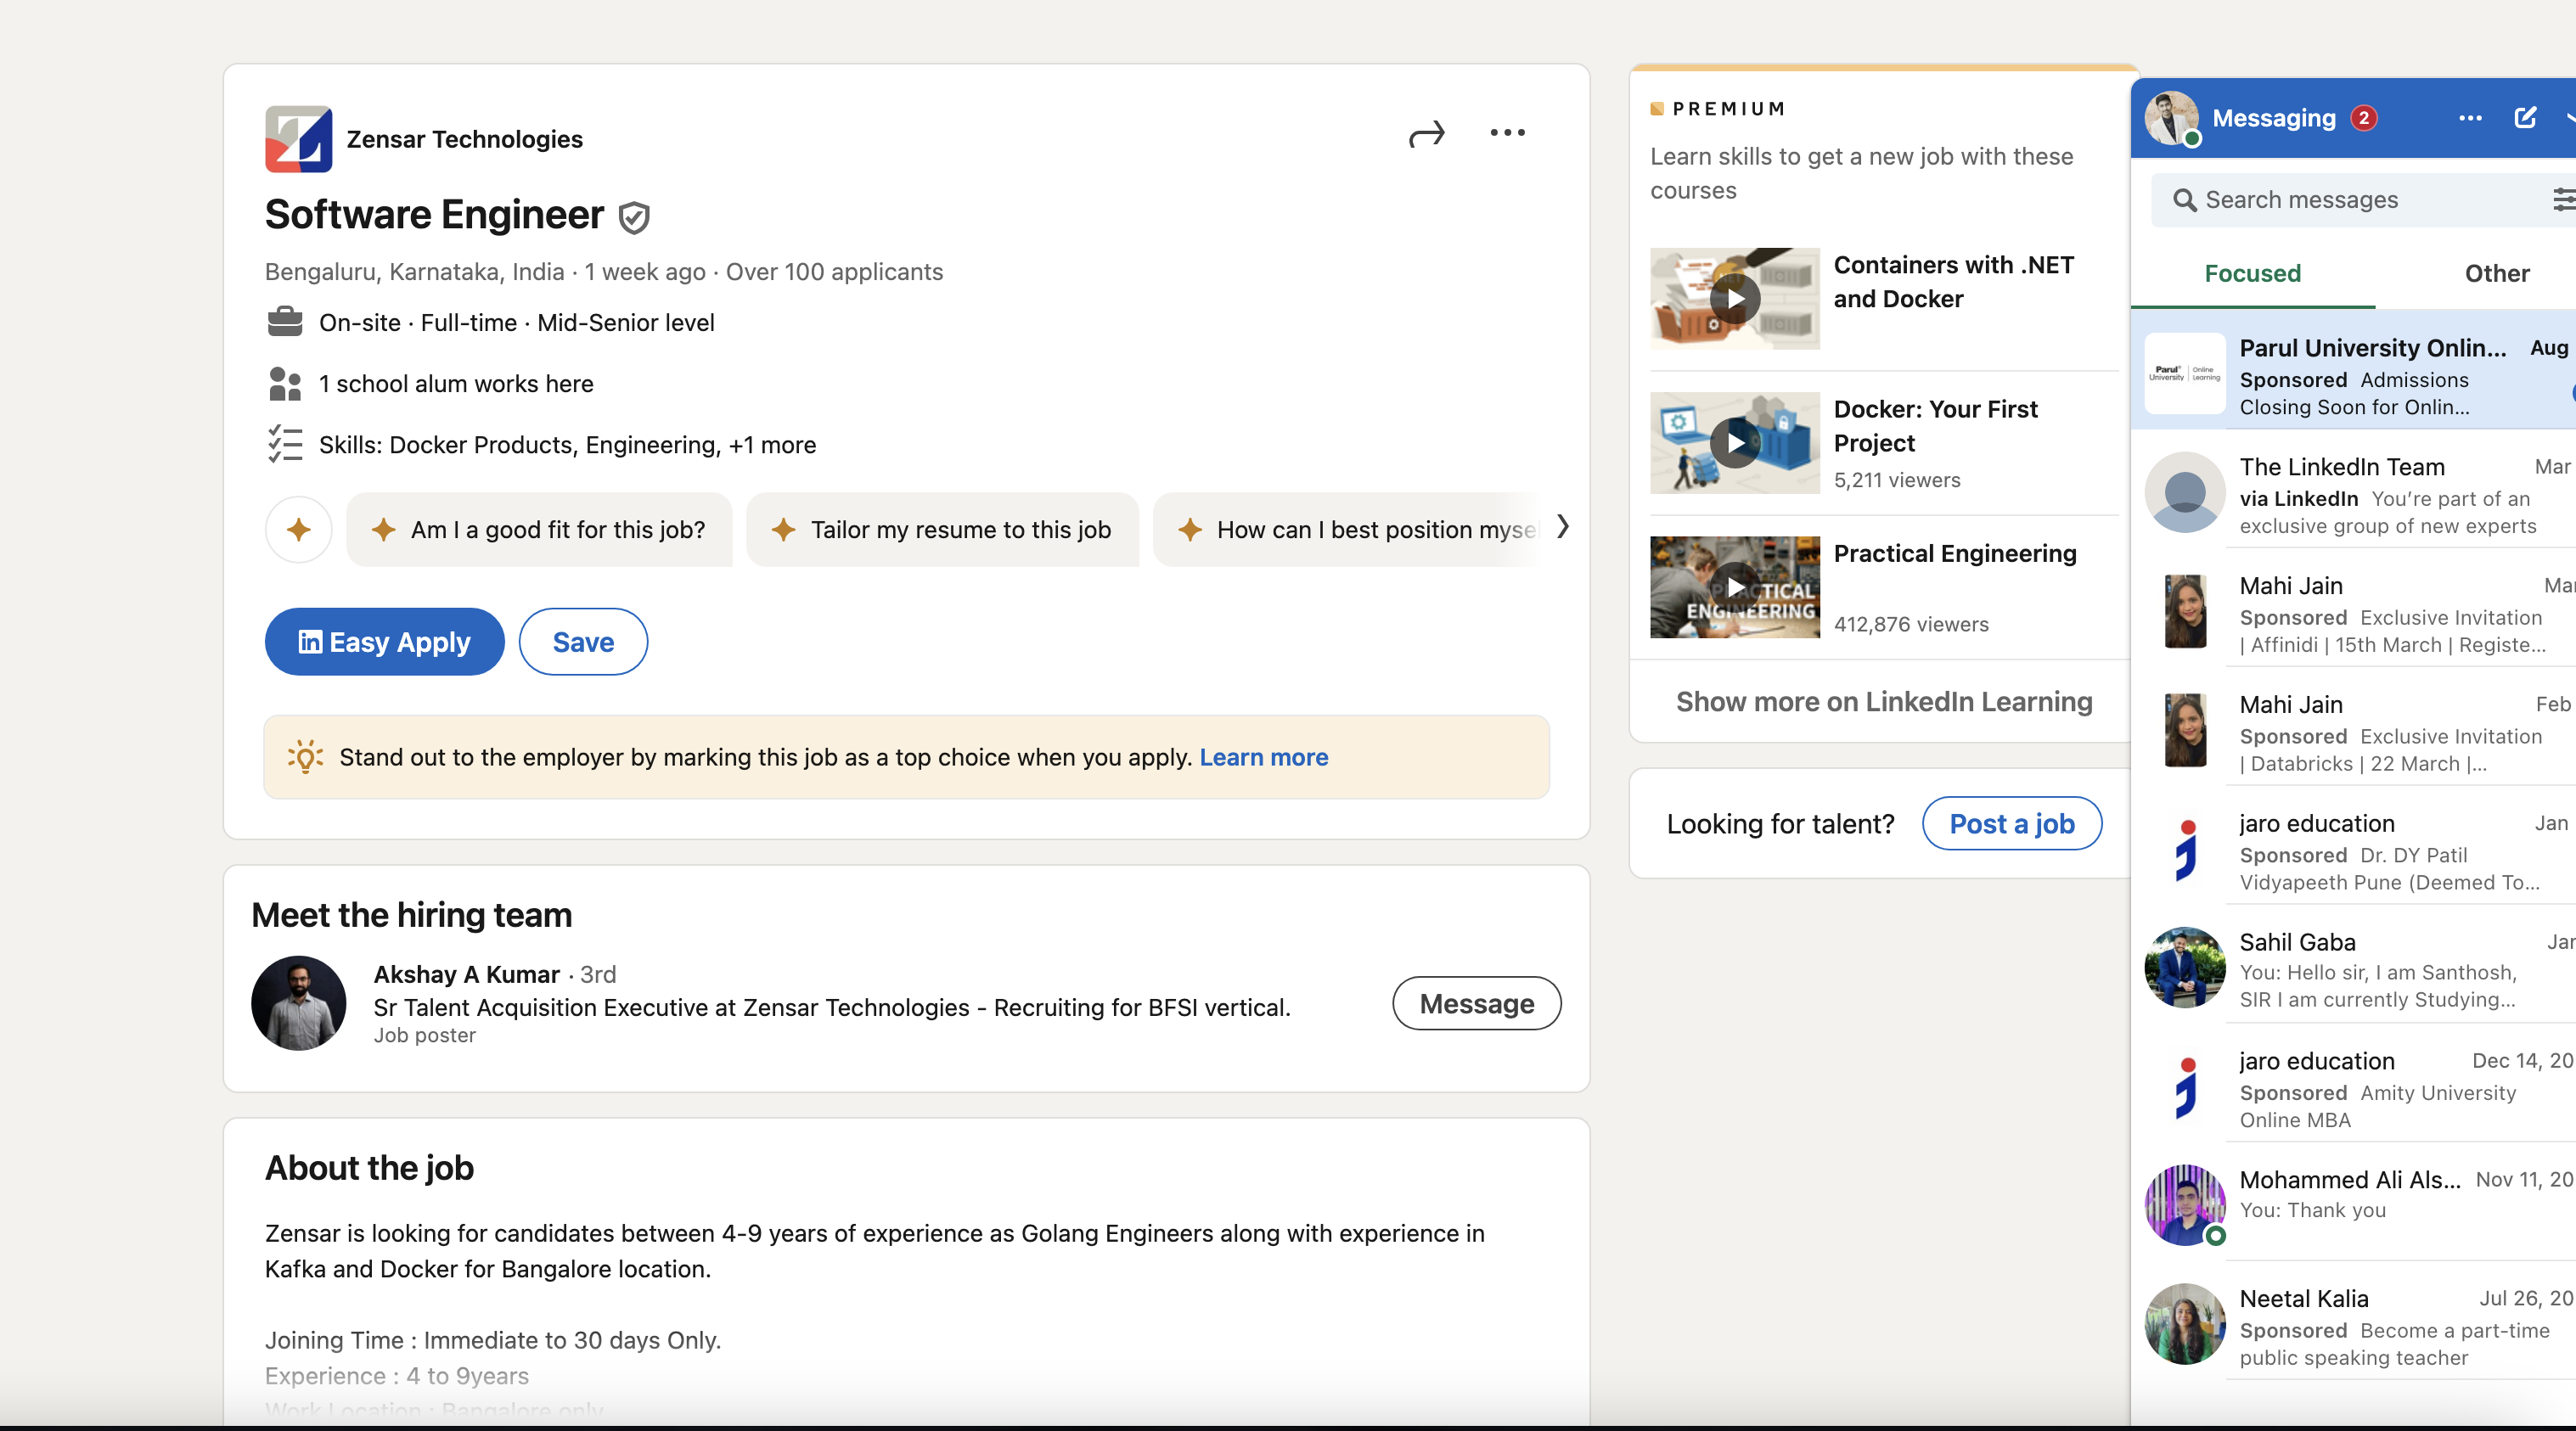 Zensar Technologies
Software Engineer
Bengaluru, Karnataka, India · 1 week ago · Over 100 applicants
On-site · Full-time · Mid-Senior level
1 school alum works here
Skills: Docker Products, Engineering, +1 more
Am I a good fit for this job?
Tailor my resume to this job
How can I best position myse
in Easy Apply
Save
Stand out to the employer by marking this job as a top choice when you apply. Learn more
Meet the hiring team
Akshay A Kumar · 3rd
Sr Talent Acquisition Executive at Zensar Technologies - Recruiting for BFSI vertical.
Job poster
Message
About the job
Zensar is looking for candidates between 4-9 years of experience as Golang Engineers along with experience in
Kafka and Docker for Bangalore location.
Joining Time : Immediate to 30 days Only.
Experience : 4 to 9years
Work Location : Bangalore only
PREMIUM
Learn skills to get a new job with these
courses
Containers with .NET
and Docker
Docker: Your First
Project
5,211 viewers
PRACTICAL
ENGINEERING
Practical Engineering
412,876 viewers
Show more on LinkedIn Learning
Looking for talent?
Post a job
Messaging 2
Search messages
Focused
Other
Parul University
Online Learning
Parul University Onlin... Aug
Sponsored Admissions
Closing Soon for Onlin...
The LinkedIn Team Mar
via LinkedIn You're part of an
exclusive group of new experts
Mahi Jain Mar
Sponsored Exclusive Invitation
| Affinidi | 15th March | Registe...
Mahi Jain Feb
Sponsored Exclusive Invitation
| Databricks | 22 March |...
jaro education Jan
Sponsored Dr. DY Patil
Vidyapeeth Pune (Deemed To...
Sahil Gaba Jan
You: Hello sir, I am Santhosh,
SIR I am currently Studying...
jaro education Dec 14, 20
Sponsored Amity University
Online MBA
Mohammed Ali Als... Nov 11, 20
You: Thank you
Neetal Kalia Jul 26, 20
Sponsored Become a part-time
public speaking teacher